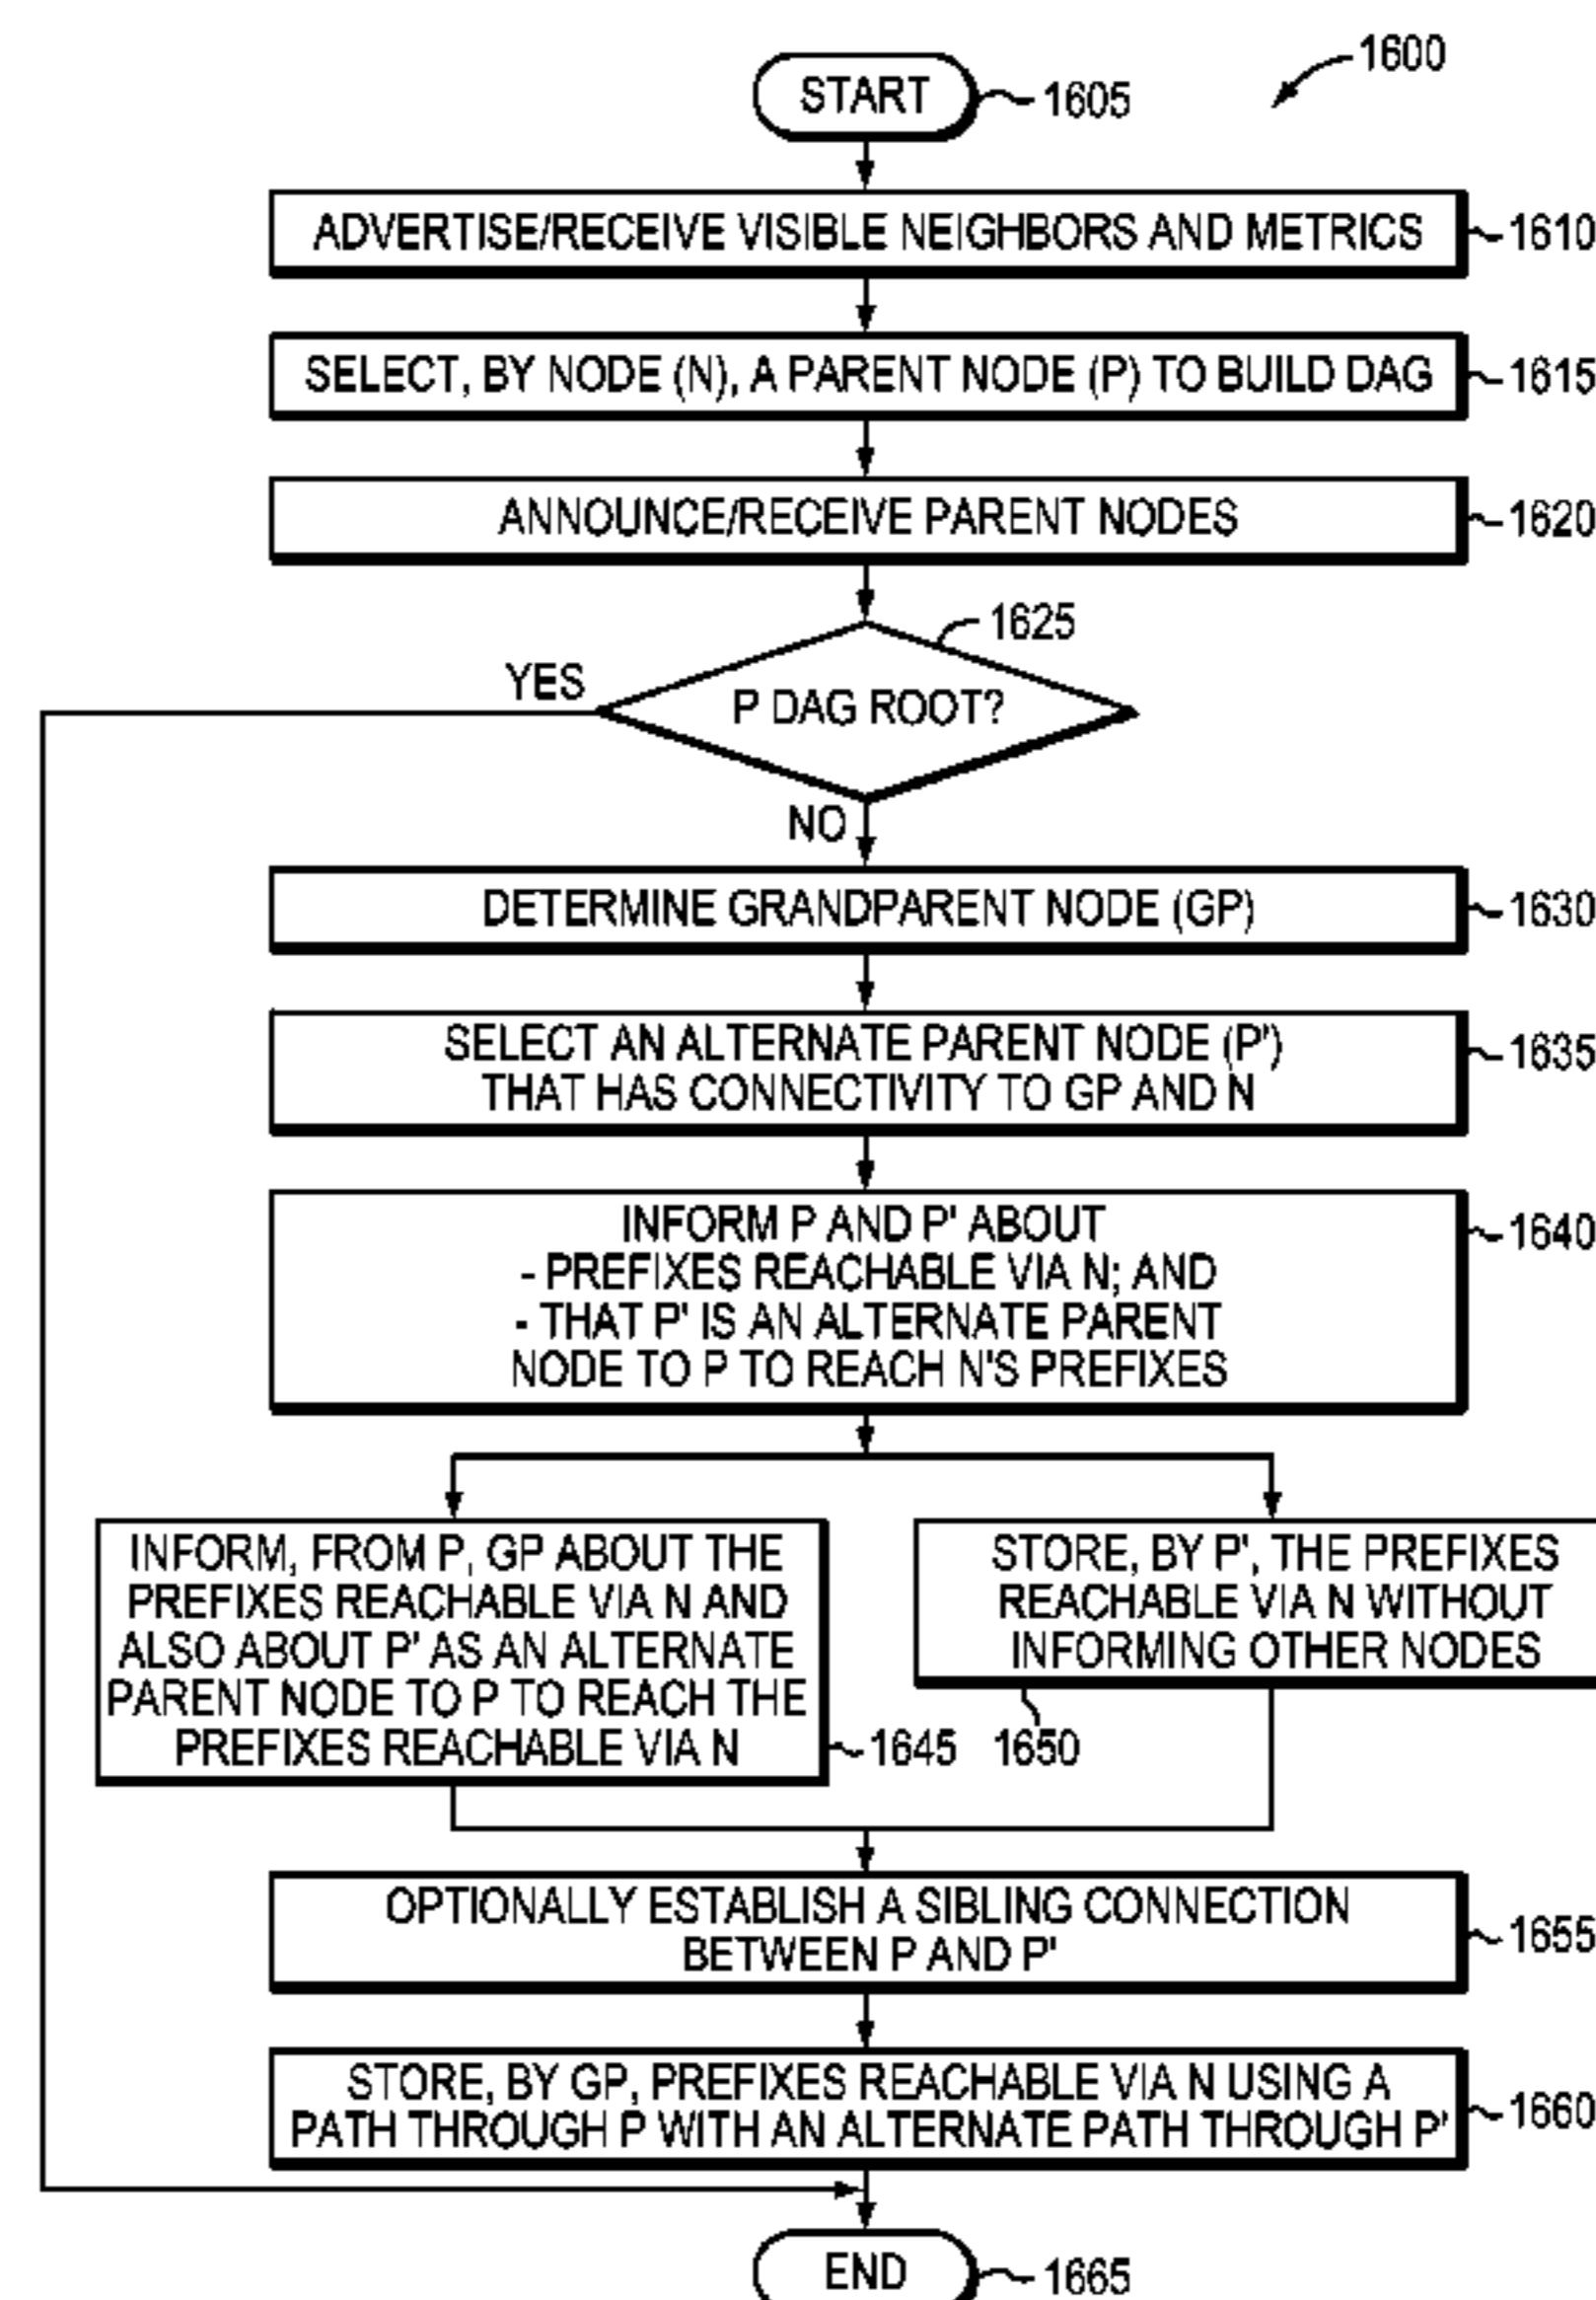 1600
START
1605
ADVERTISE/RECEIVE VISIBLE NEIGHBORS AND METRICS
1610
SELECT, BY NODE (N), A PARENT NODE (P) TO BUILD DAG
1615
ANNOUNCE/RECEIVE PARENT NODES
1620
1625
YES
P DAG ROOT?
NO
DETERMINE GRANDPARENT NODE (GP)
1630
SELECT AN ALTERNATE PARENT NODE (P')
THAT HAS CONNECTIVITY TO GP AND N
1635
INFORM P AND P' ABOUT
- PREFIXES REACHABLE VIA N; AND
- THAT P' IS AN ALTERNATE PARENT
NODE TO P TO REACH N'S PREFIXES
1640
INFORM, FROM P, GP ABOUT THE
PREFIXES REACHABLE VIA N AND
ALSO ABOUT P' AS AN ALTERNATE
PARENT NODE TO P TO REACH THE
PREFIXES REACHABLE VIA N
1645
STORE, BY P', THE PREFIXES
REACHABLE VIA N WITHOUT
INFORMING OTHER NODES
1650
OPTIONALLY ESTABLISH A SIBLING CONNECTION
BETWEEN P AND P'
1655
STORE, BY GP, PREFIXES REACHABLE VIA N USING A
PATH THROUGH P WITH AN ALTERNATE PATH THROUGH P'
1660
END
1665